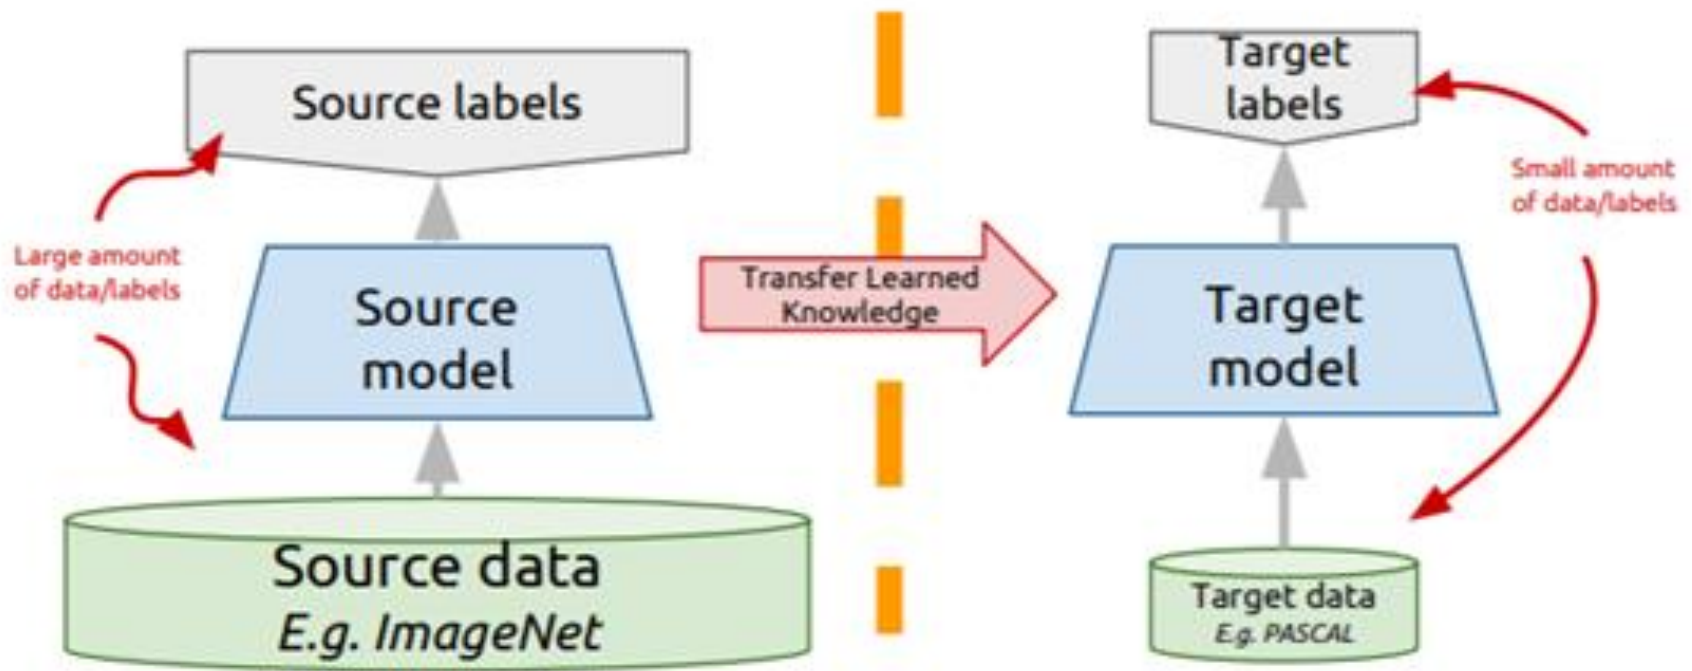 Source labels
Large amount
of data/labels
Source
model
Source data
E.g. ImageNet
Transfer Learned
Knowledge
Target
labels
Small amount
of data/labels
Target
model
Target data
E.g. PASCAL